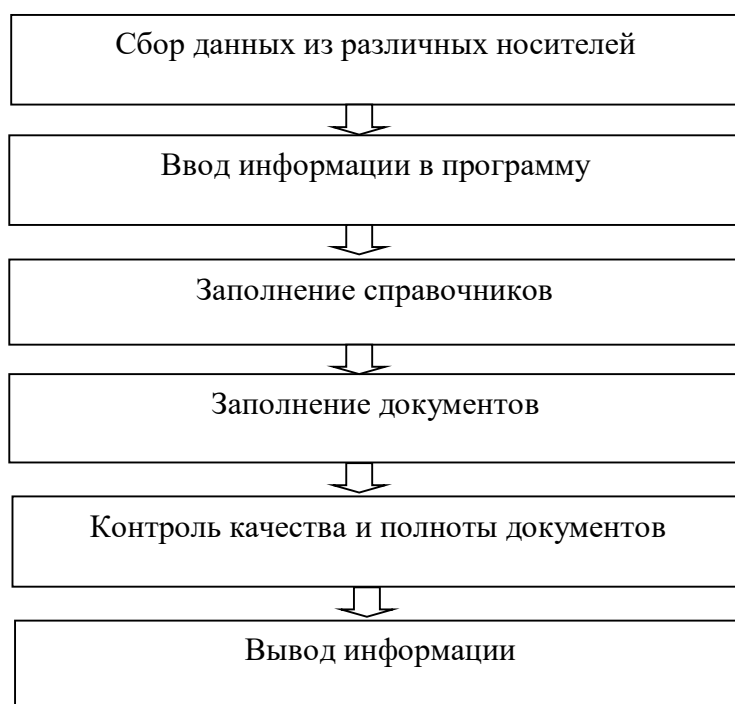 Сбор данных из различных носителей
Ввод информации в программу
Заполнение справочников
Заполнение документов
Контроль качества и полноты документов
Вывод информации